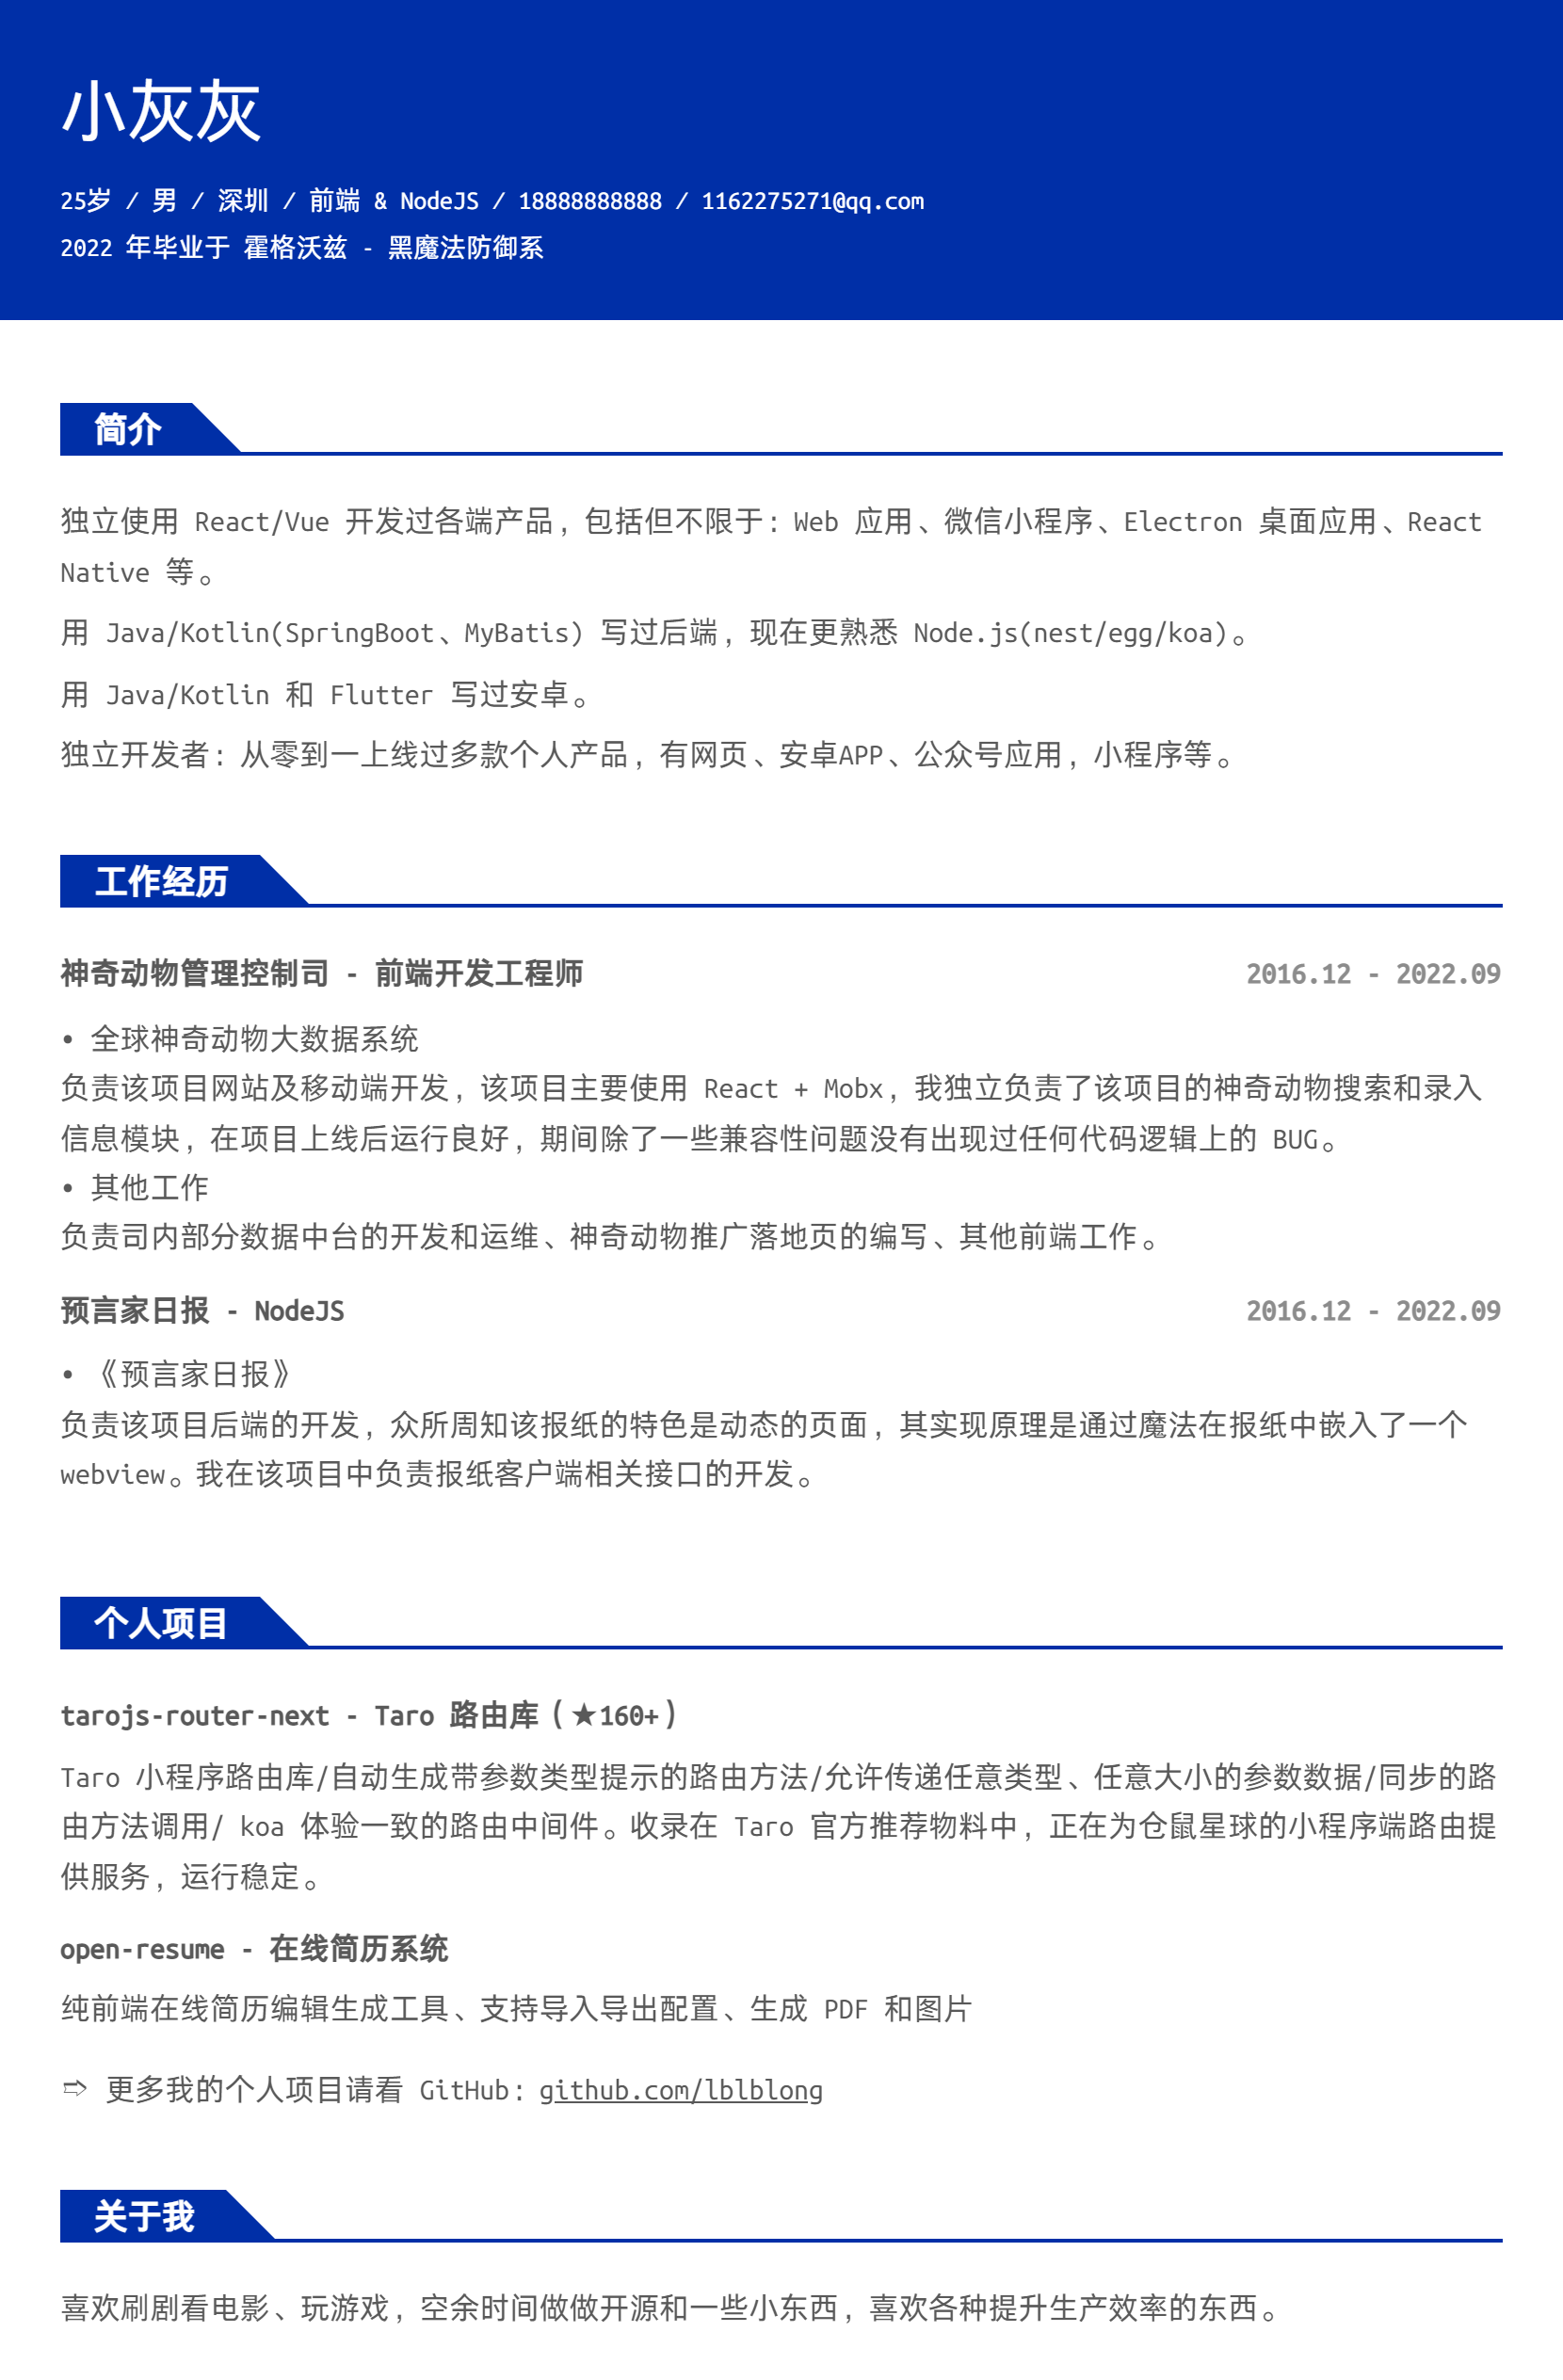 小灰灰
25岁 / 男 / 深圳 / 前端 & NodeJS / 18888888888 / 1162275271@qq.com
2022 年毕业于 霍格沃兹 - 黑魔法防御系
简介
独立使用 React/Vue 开发过各端产品，包括但不限于：Web 应用、微信小程序、Electron 桌面应用、React
Native 等。
用 Java/Kotlin(SpringBoot、MyBatis) 写过后端，现在更熟悉 Node.js(nest/egg/koa)。
用 Java/Kotlin 和 Flutter 写过安卓。
独立开发者：从零到一上线过多款个人产品，有网页、安卓APP、公众号应用，小程序等。
工作经历
神奇动物管理控制司 - 前端开发工程师 2016.12 - 2022.09
• 全球神奇动物大数据系统
负责该项目网站及移动端开发，该项目主要使用 React + Mobx，我独立负责了该项目的神奇动物搜索和录入
信息模块，在项目上线后运行良好，期间除了一些兼容性问题没有出现过任何代码逻辑上的 BUG。
• 其他工作
负责司内部分数据中台的开发和运维、神奇动物推广落地页的编写、其他前端工作。
预言家日报 - NodeJS 2016.12 - 2022.09
• 《预言家日报》
负责该项目后端的开发，众所周知该报纸的特色是动态的页面，其实现原理是通过魔法在报纸中嵌入了一个
webview。我在该项目中负责报纸客户端相关接口的开发。
个人项目
tarojs-router-next - Taro 路由库（★160+）
Taro 小程序路由库/自动生成带参数类型提示的路由方法/允许传递任意类型、任意大小的参数数据/同步的路
由方法调用/ koa 体验一致的路由中间件。收录在 Taro 官方推荐物料中，正在为仓鼠星球的小程序端路由提
供服务，运行稳定。
open-resume - 在线简历系统
纯前端在线简历编辑生成工具、支持导入导出配置、生成 PDF 和图片
➱ 更多我的个人项目请看 GitHub：github.com/lblblong
关于我
喜欢刷剧看电影、玩游戏，空余时间做做开源和一些小东西，喜欢各种提升生产效率的东西。